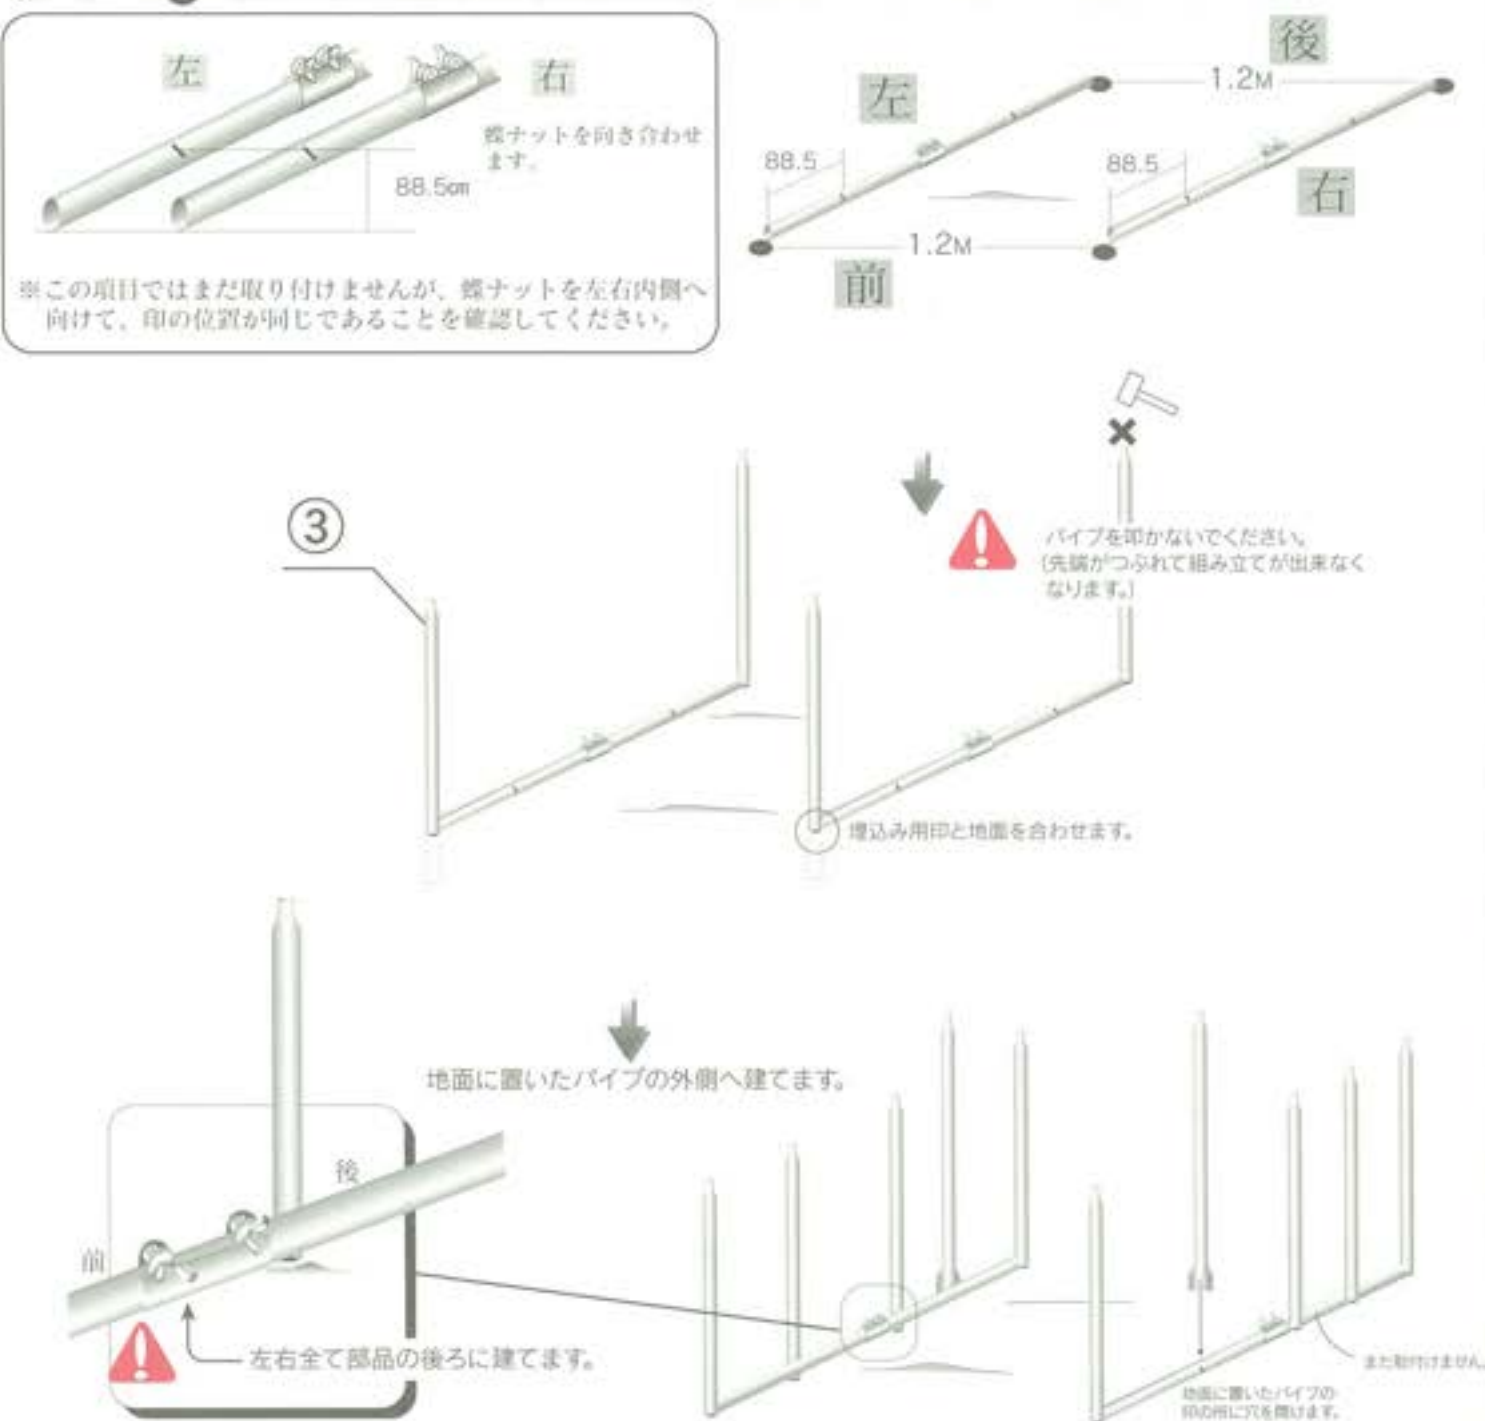 左
右
蝶ナットを向き合わせ
ます。
88.5cm
※この項目ではまだ取り付けませんが、蝶ナットを左右内側へ
向けて、印の位置が同じであることを確認してください。
後
1.2M
左
88.5
88.5
右
1.2M
前
③
パイプを叩かないでください。
(先端がつぶれて組み立てが出来なく
なります。)
埋込み用印と地面を合わせます。
地面に置いたパイプの外側へ建てます。
後
前
左右全て部品の後ろに建てます。
まだ取付けません。
地面に置いたパイプの
印の所に穴を開けます。